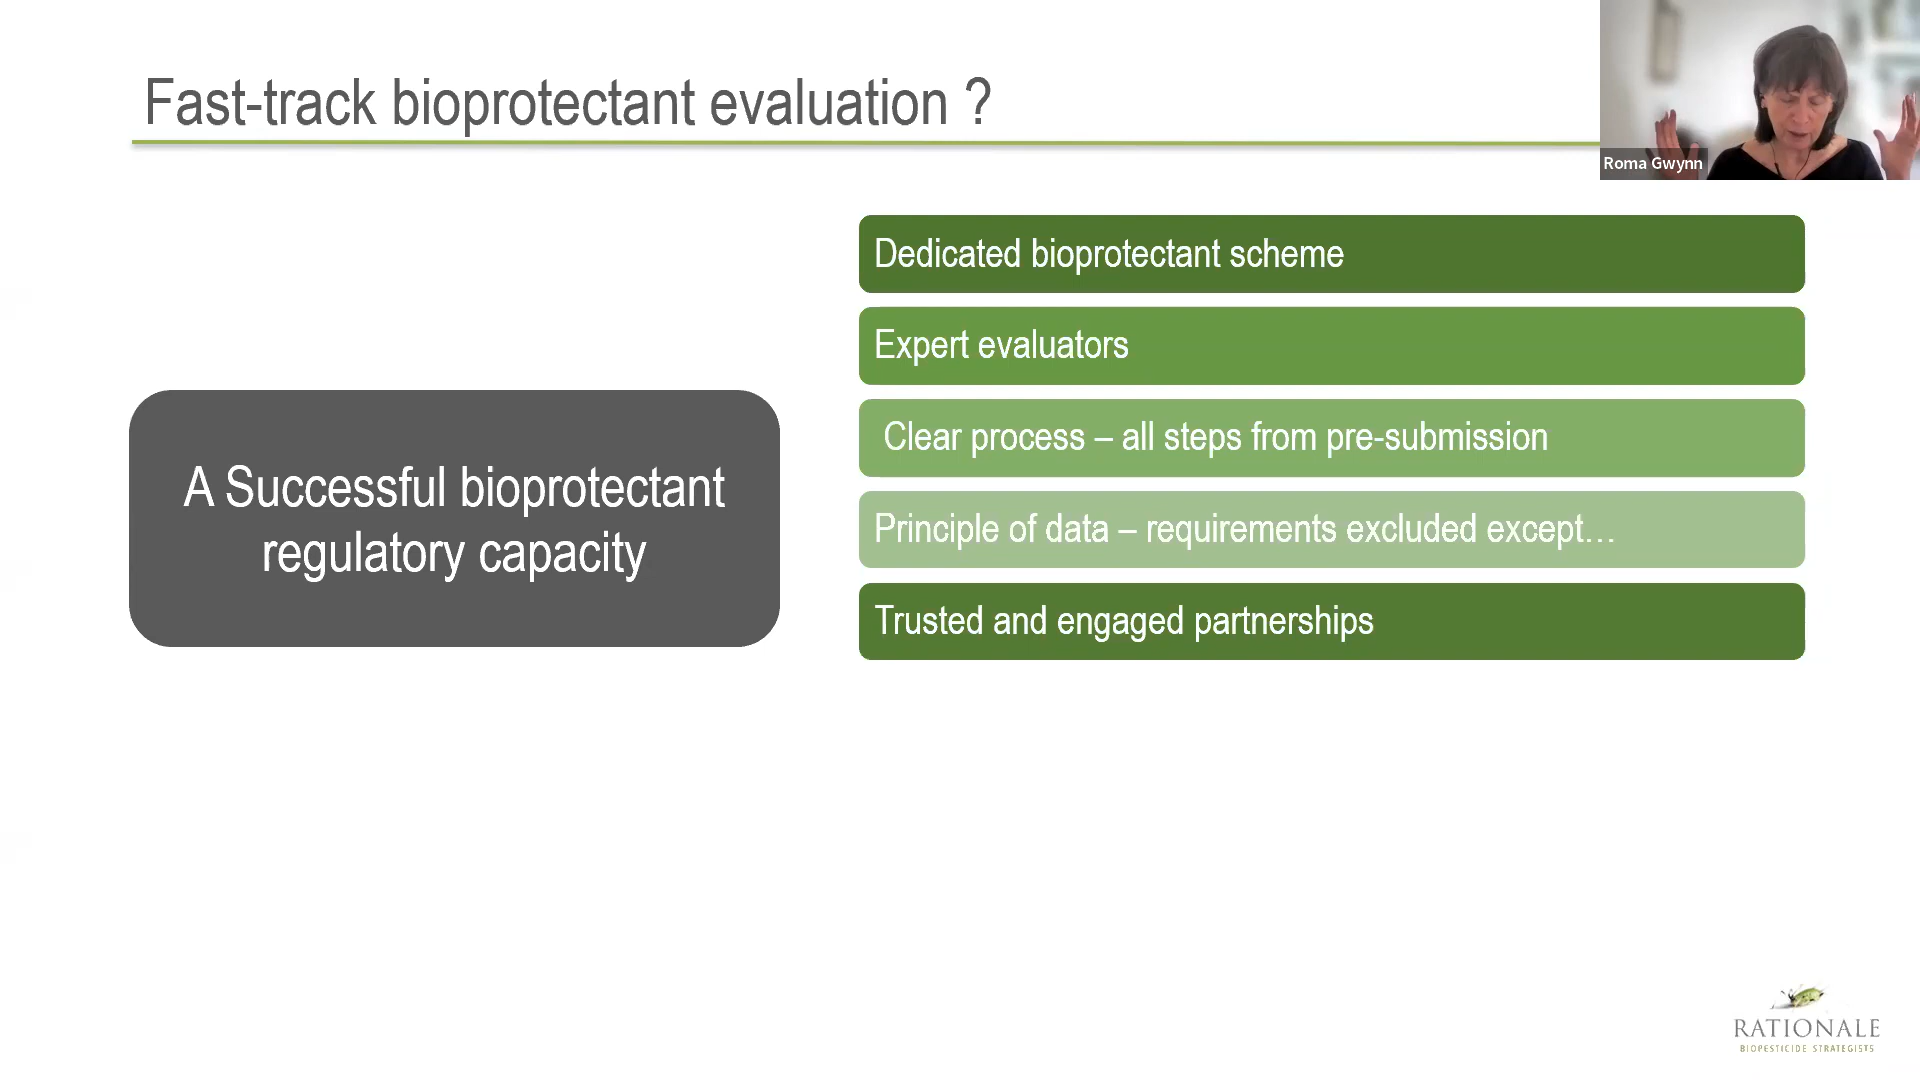 Fast-track bioprotectant evaluation ?
Roma Gwynn
A Successful bioprotectant
regulatory capacity
Dedicated bioprotectant scheme
Expert evaluators
Clear process – all steps from pre-submission
Principle of data – requirements excluded except…
Trusted and engaged partnerships
RATIONALE
BIOPESTICIDE STRATEGISTS